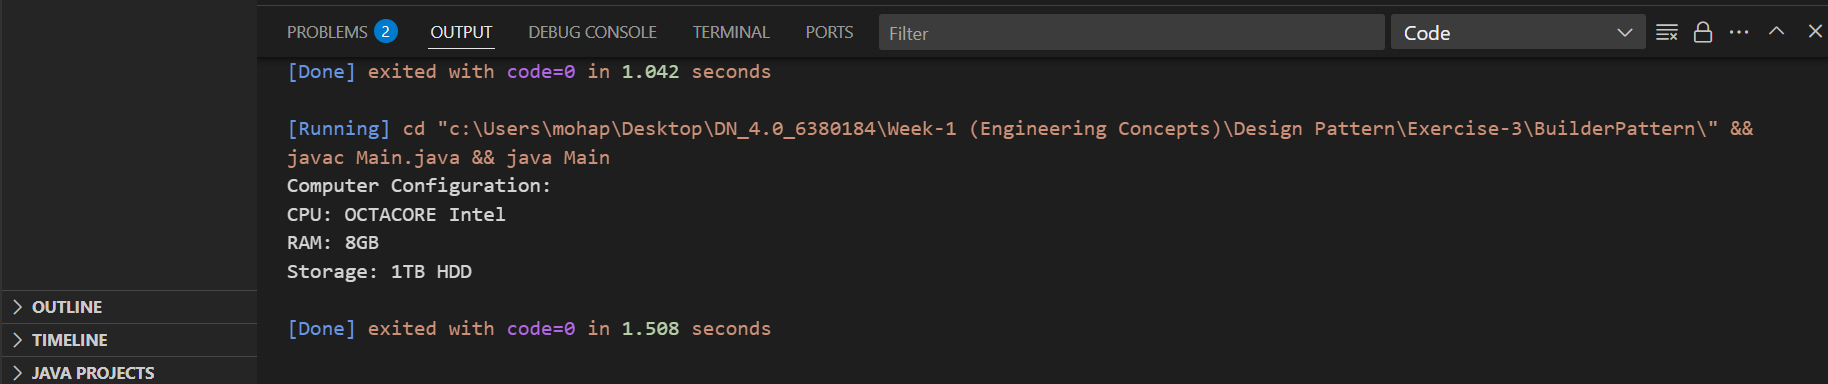 PROBLEMS 2 OUTPUT DEBUG CONSOLE TERMINAL PORTS Filter Code
[Done] exited with code=0 in 1.042 seconds
[Running] cd "c:\Users\mohap\Desktop\DN_4.0_6380184\Week-1 (Engineering Concepts)\Design Pattern\Exercise-3\BuilderPattern\" &&
javac Main.java && java Main
Computer Configuration:
CPU: OCTACORE Intel
RAM: 8GB
Storage: 1TB HDD
[Done] exited with code=0 in 1.508 seconds
OUTLINE
TIMELINE
JAVA PROJECTS